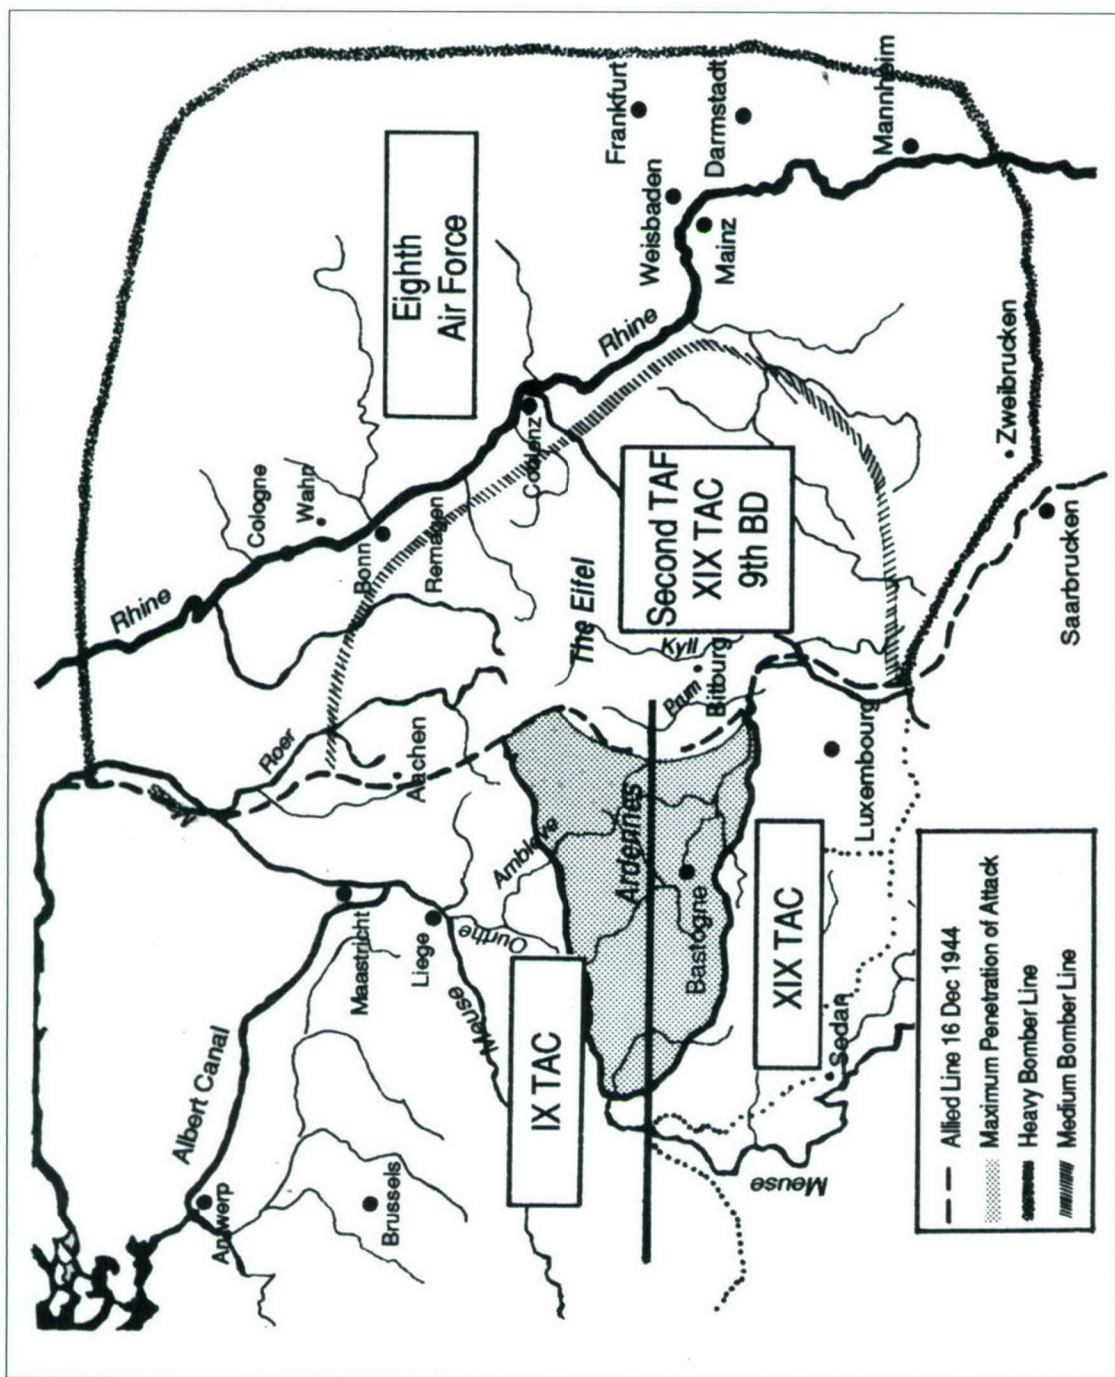 Rhine
Cologne
Wahn
Bonn
Remagen
Coblenz
Eighth
Air Force
Frankfurt
Weisbaden
Darmstadt
Mainz
Mannheim
Rhine
Albert Canal
Antwerp
Brussels
Maastricht
Liege
Meuse
Ourthe
Ambleve
Maas
Roer
Aachen
The Eifel
Kyll
Prum
Bitburg
Second TAF
XIX TAC
9th BD
Zweibrucken
Saarbrucken
IX TAC
Ardennes
Bastogne
XIX TAC
Luxembourg
Sedan
Meuse
Allied Line 16 Dec 1944
Maximum Penetration of Attack
Heavy Bomber Line
Medium Bomber Line